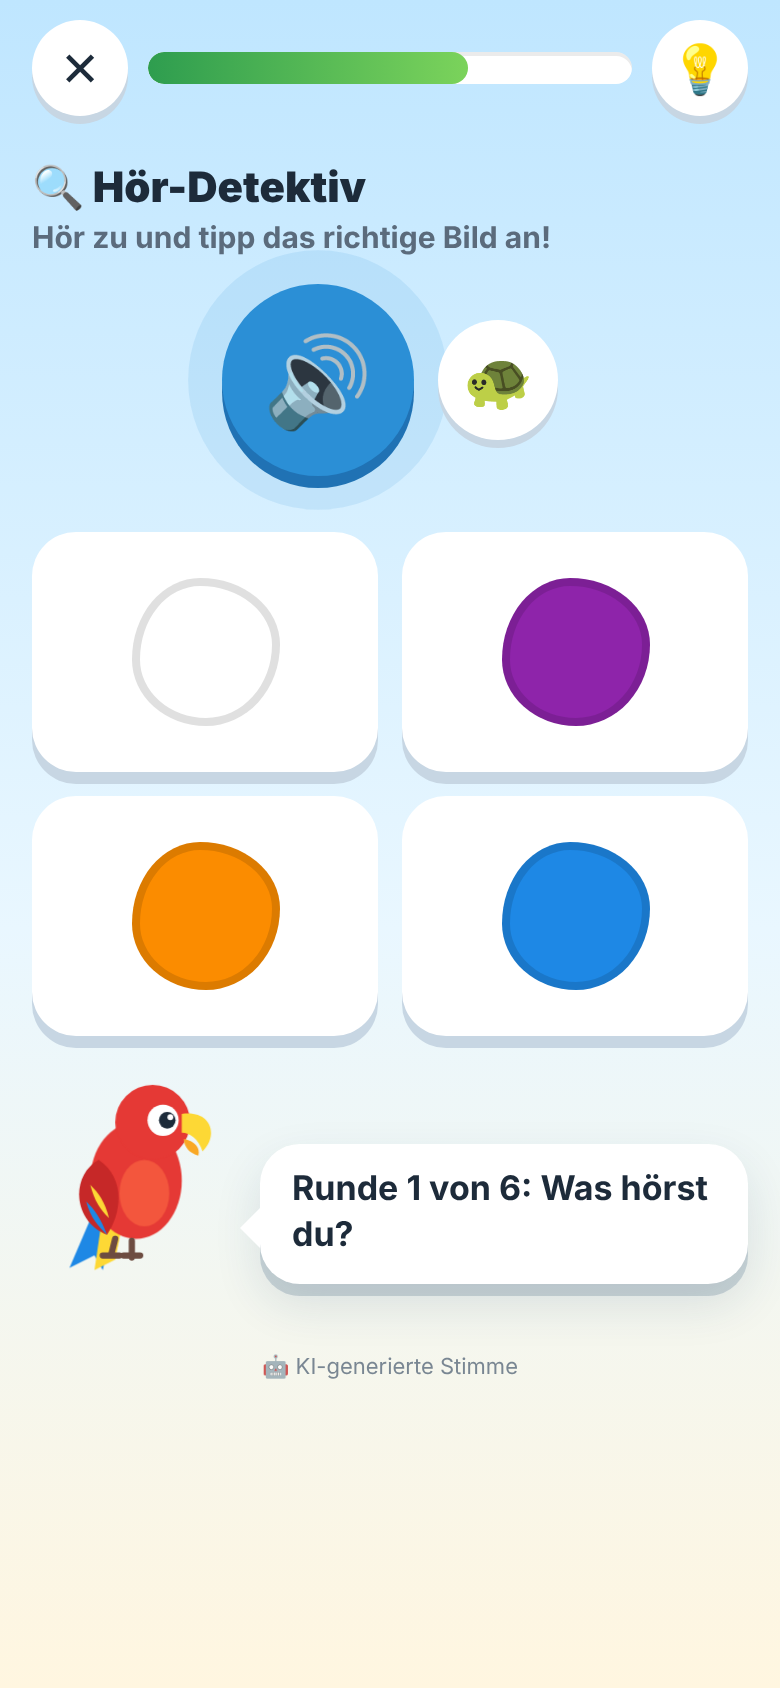 Hör-Detektiv
Hör zu und tipp das richtige Bild an!
Runde 1 von 6: Was hörst
du?
KI-generierte Stimme